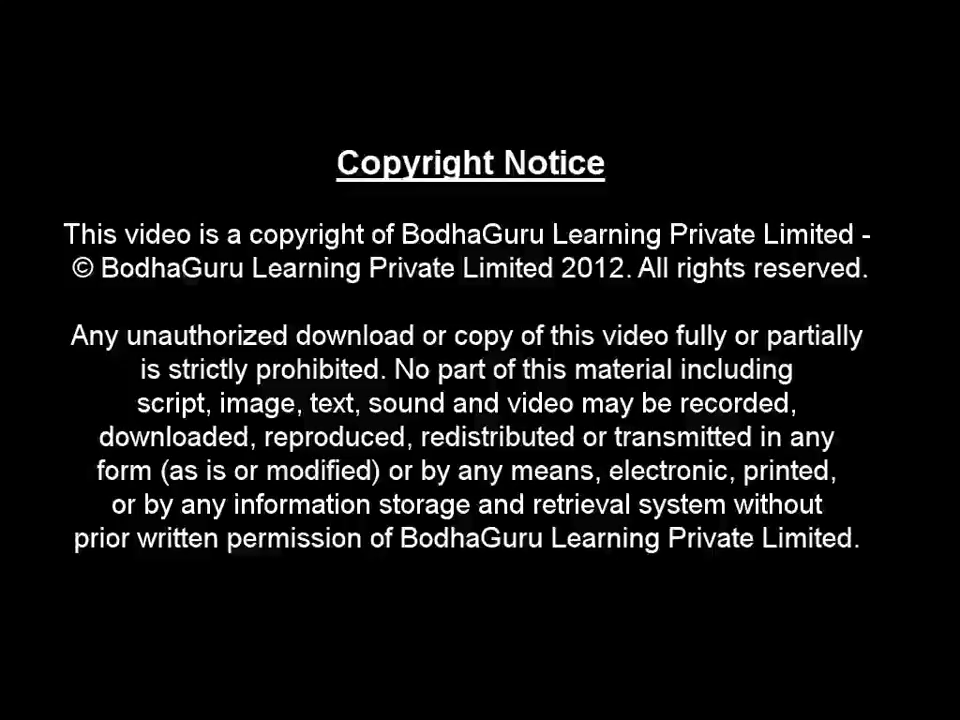 Copyright Notice
This video is a copyright of BodhaGuru Learning Private Limited -
© BodhaGuru Learning Private Limited 2012. All rights reserved.
Any unauthorized download or copy of this video fully or partially
is strictly prohibited. No part of this material including
script, image, text, sound and video may be recorded,
downloaded, reproduced, redistributed or transmitted in any
form (as is or modified) or by any means, electronic, printed,
or by any information storage and retrieval system without
prior written permission of BodhaGuru Learning Private Limited.